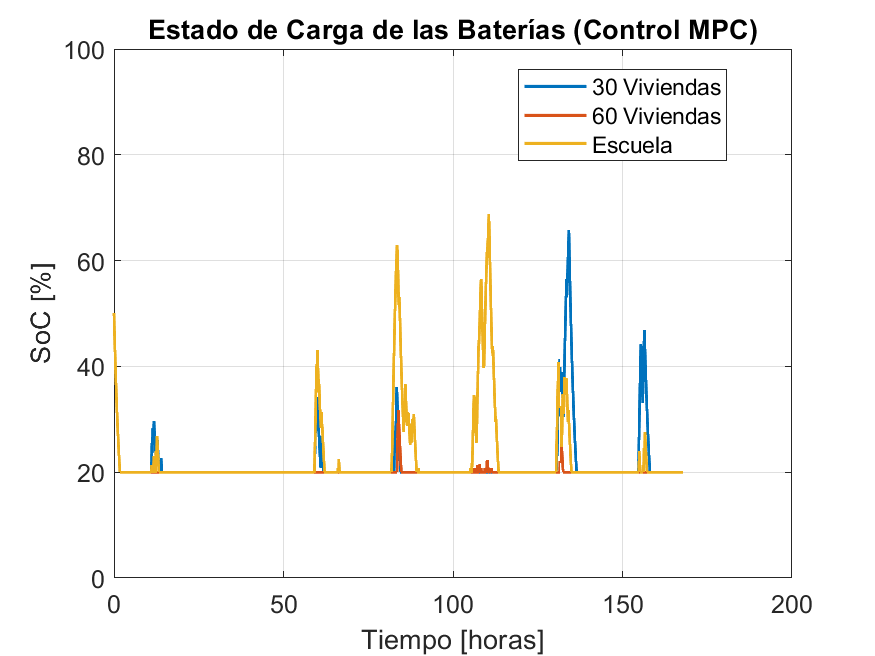 Estado de Carga de las Baterías (Control MPC)
100
80
60
40
20
0
SoC [%]
30 Viviendas
60 Viviendas
Escuela
0 50 100 150 200
Tiempo [horas]